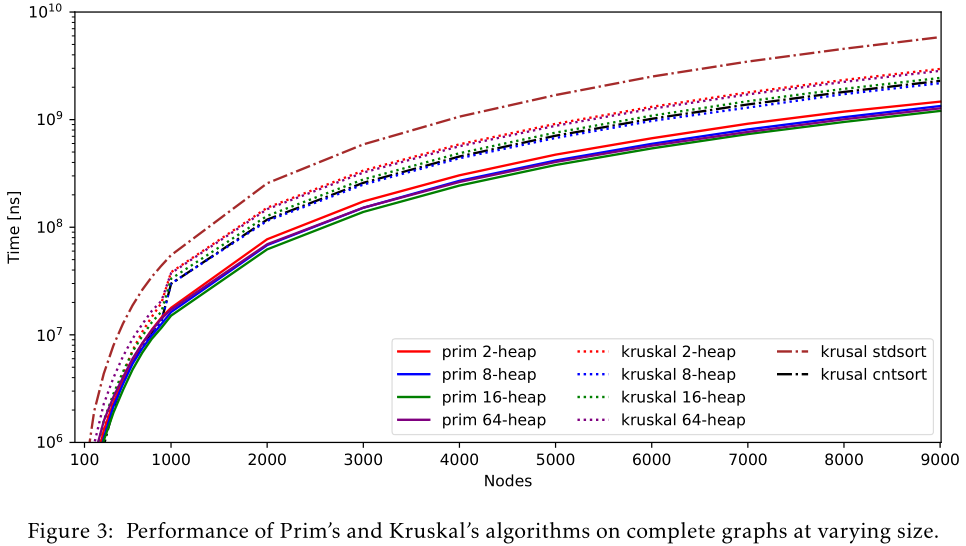 10^10
10^9
10^8
10^7
10^6
Time [ns]
prim 2-heap
prim 8-heap
prim 16-heap
prim 64-heap
kruskal 2-heap
kruskal 8-heap
kruskal 16-heap
kruskal 64-heap
krusal stdsort
krusal cntsort
100 1000 2000 3000 4000 5000 6000 7000 8000 9000
Nodes
Figure 3: Performance of Prim’s and Kruskal’s algorithms on complete graphs at varying size.